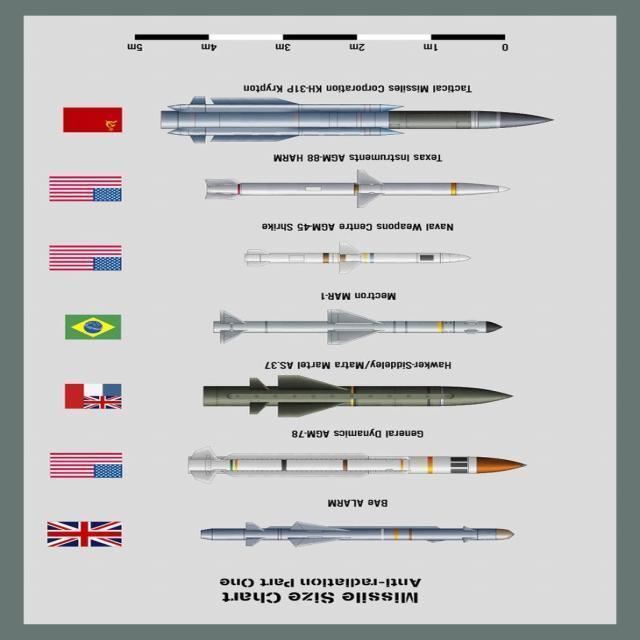 Missile Size Chart
Anti-radiation Part One
BAe ALARM
General Dynamics AGM-78
Hawker-Siddeley/Matra Martel AS.37
Mectron MAR-1
Naval Weapons Centre AGM-45 Shrike
Texas Instruments AGM-88 HARM
Tactical Missiles Corporation KH-31P Krypton
0 1m 2m 3m 4m 5m